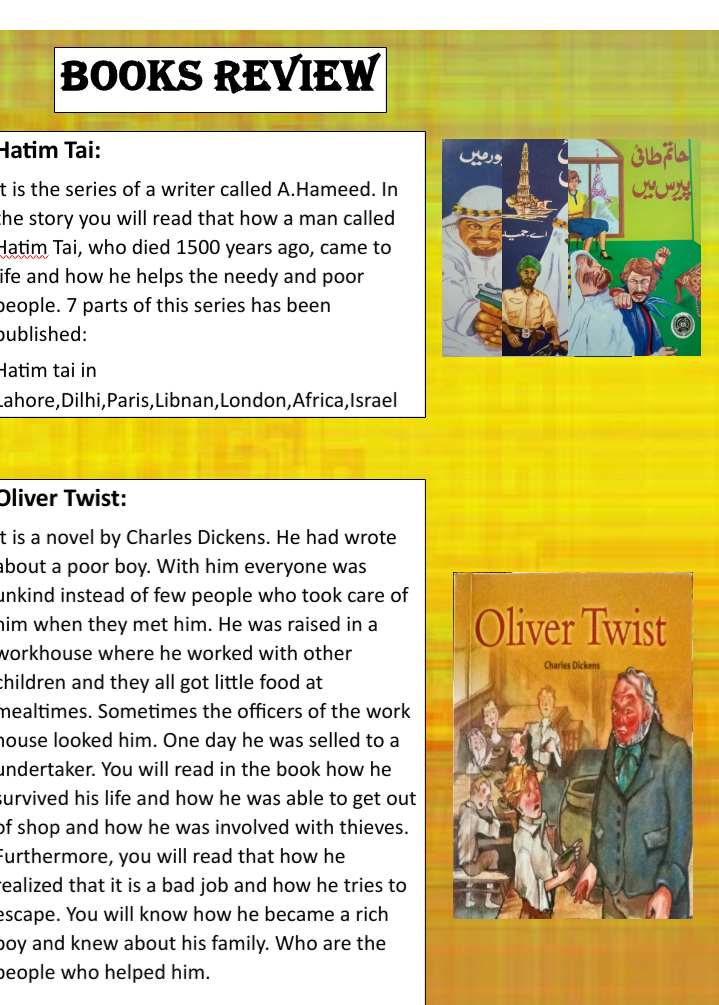 BOOKS REVIEW
Hatim Tai:
t is the series of a writer called A.Hameed. In
the story you will read that how a man called
Hatim Tai, who died 1500 years ago, came to
ife and how he helps the needy and poor
people. 7 parts of this series has been
published:
Hatim tai in
Lahore,Dilhi,Paris,Libnan,London,Africa,Israel
ور میں
اے۔حمید
حاتم طائی
پیرس میں
Oliver Twist:
t is a novel by Charles Dickens. He had wrote
about a poor boy. With him everyone was
unkind instead of few people who took care of
him when they met him. He was raised in a
workhouse where he worked with other
children and they all got little food at
mealtimes. Sometimes the officers of the work
house looked him. One day he was selled to a
undertaker. You will read in the book how he
survived his life and how he was able to get out
of shop and how he was involved with thieves.
Furthermore, you will read that how he
realized that it is a bad job and how he tries to
escape. You will know how he became a rich
boy and knew about his family. Who are the
people who helped him.
Oliver Twist
Charles Dickens